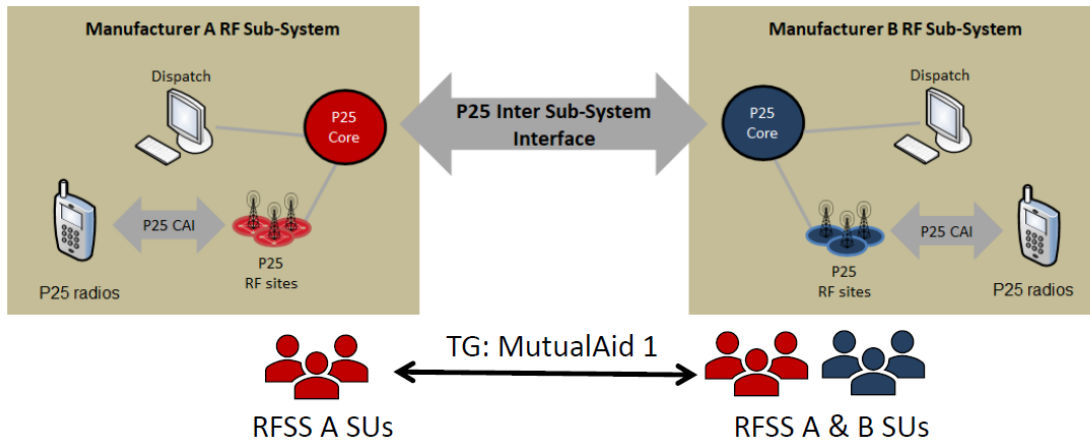 Manufacturer A RF Sub-System
Dispatch
P25
Core
P25 CAI
P25
RF sites
P25 radios
P25 Inter Sub-System
Interface
Manufacturer B RF Sub-System
P25
Core
Dispatch
P25 CAI
P25
RF sites
P25 radios
TG: MutualAid 1
RFSS A SUs
RFSS A & B SUs